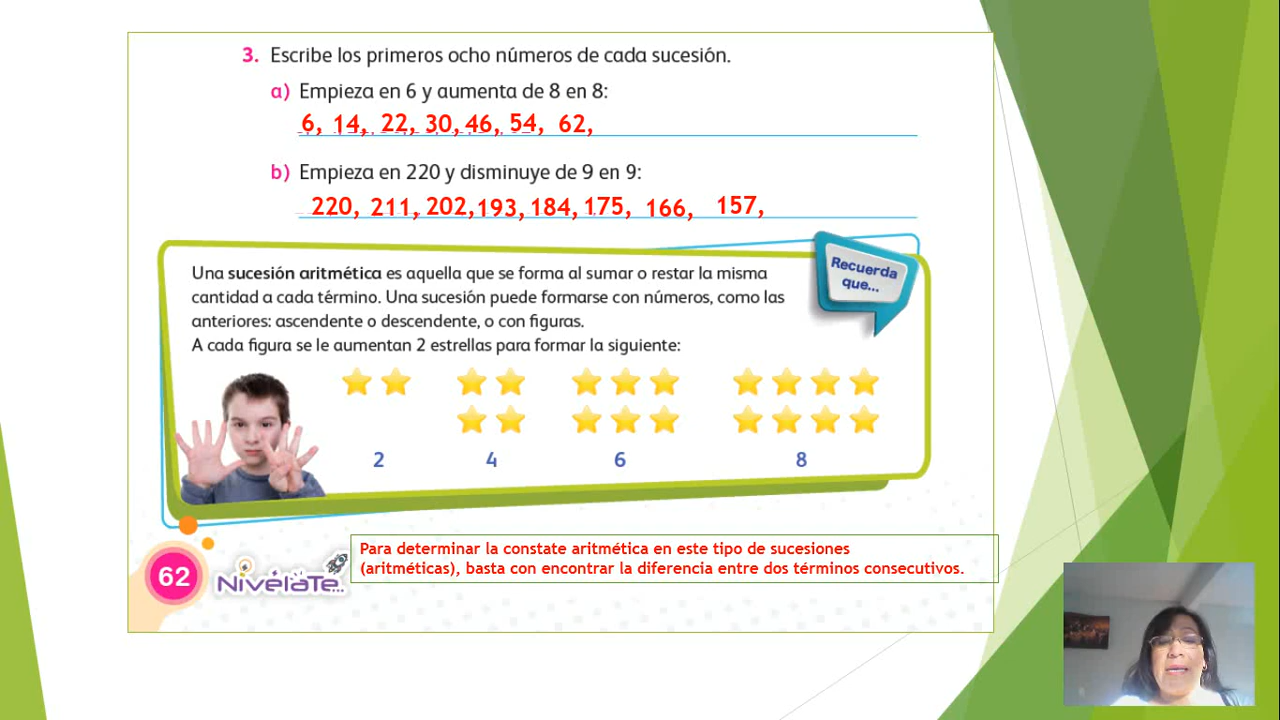 3. Escribe los primeros ocho números de cada sucesión.
a) Empieza en 6 y aumenta de 8 en 8:
6, 14, 22, 30, 46, 54, 62,
b) Empieza en 220 y disminuye de 9 en 9:
220, 211, 202, 193, 184, 175, 166, 157,
Recuerda
que...
Una sucesión aritmética es aquella que se forma al sumar o restar la misma
cantidad a cada término. Una sucesión puede formarse con números, como las
anteriores: ascendente o descendente, o con figuras.
A cada figura se le aumentan 2 estrellas para formar la siguiente:
2 4 6 8
Para determinar la constate aritmética en este tipo de sucesiones
(aritméticas), basta con encontrar la diferencia entre dos términos consecutivos.
62 NivélaTe...